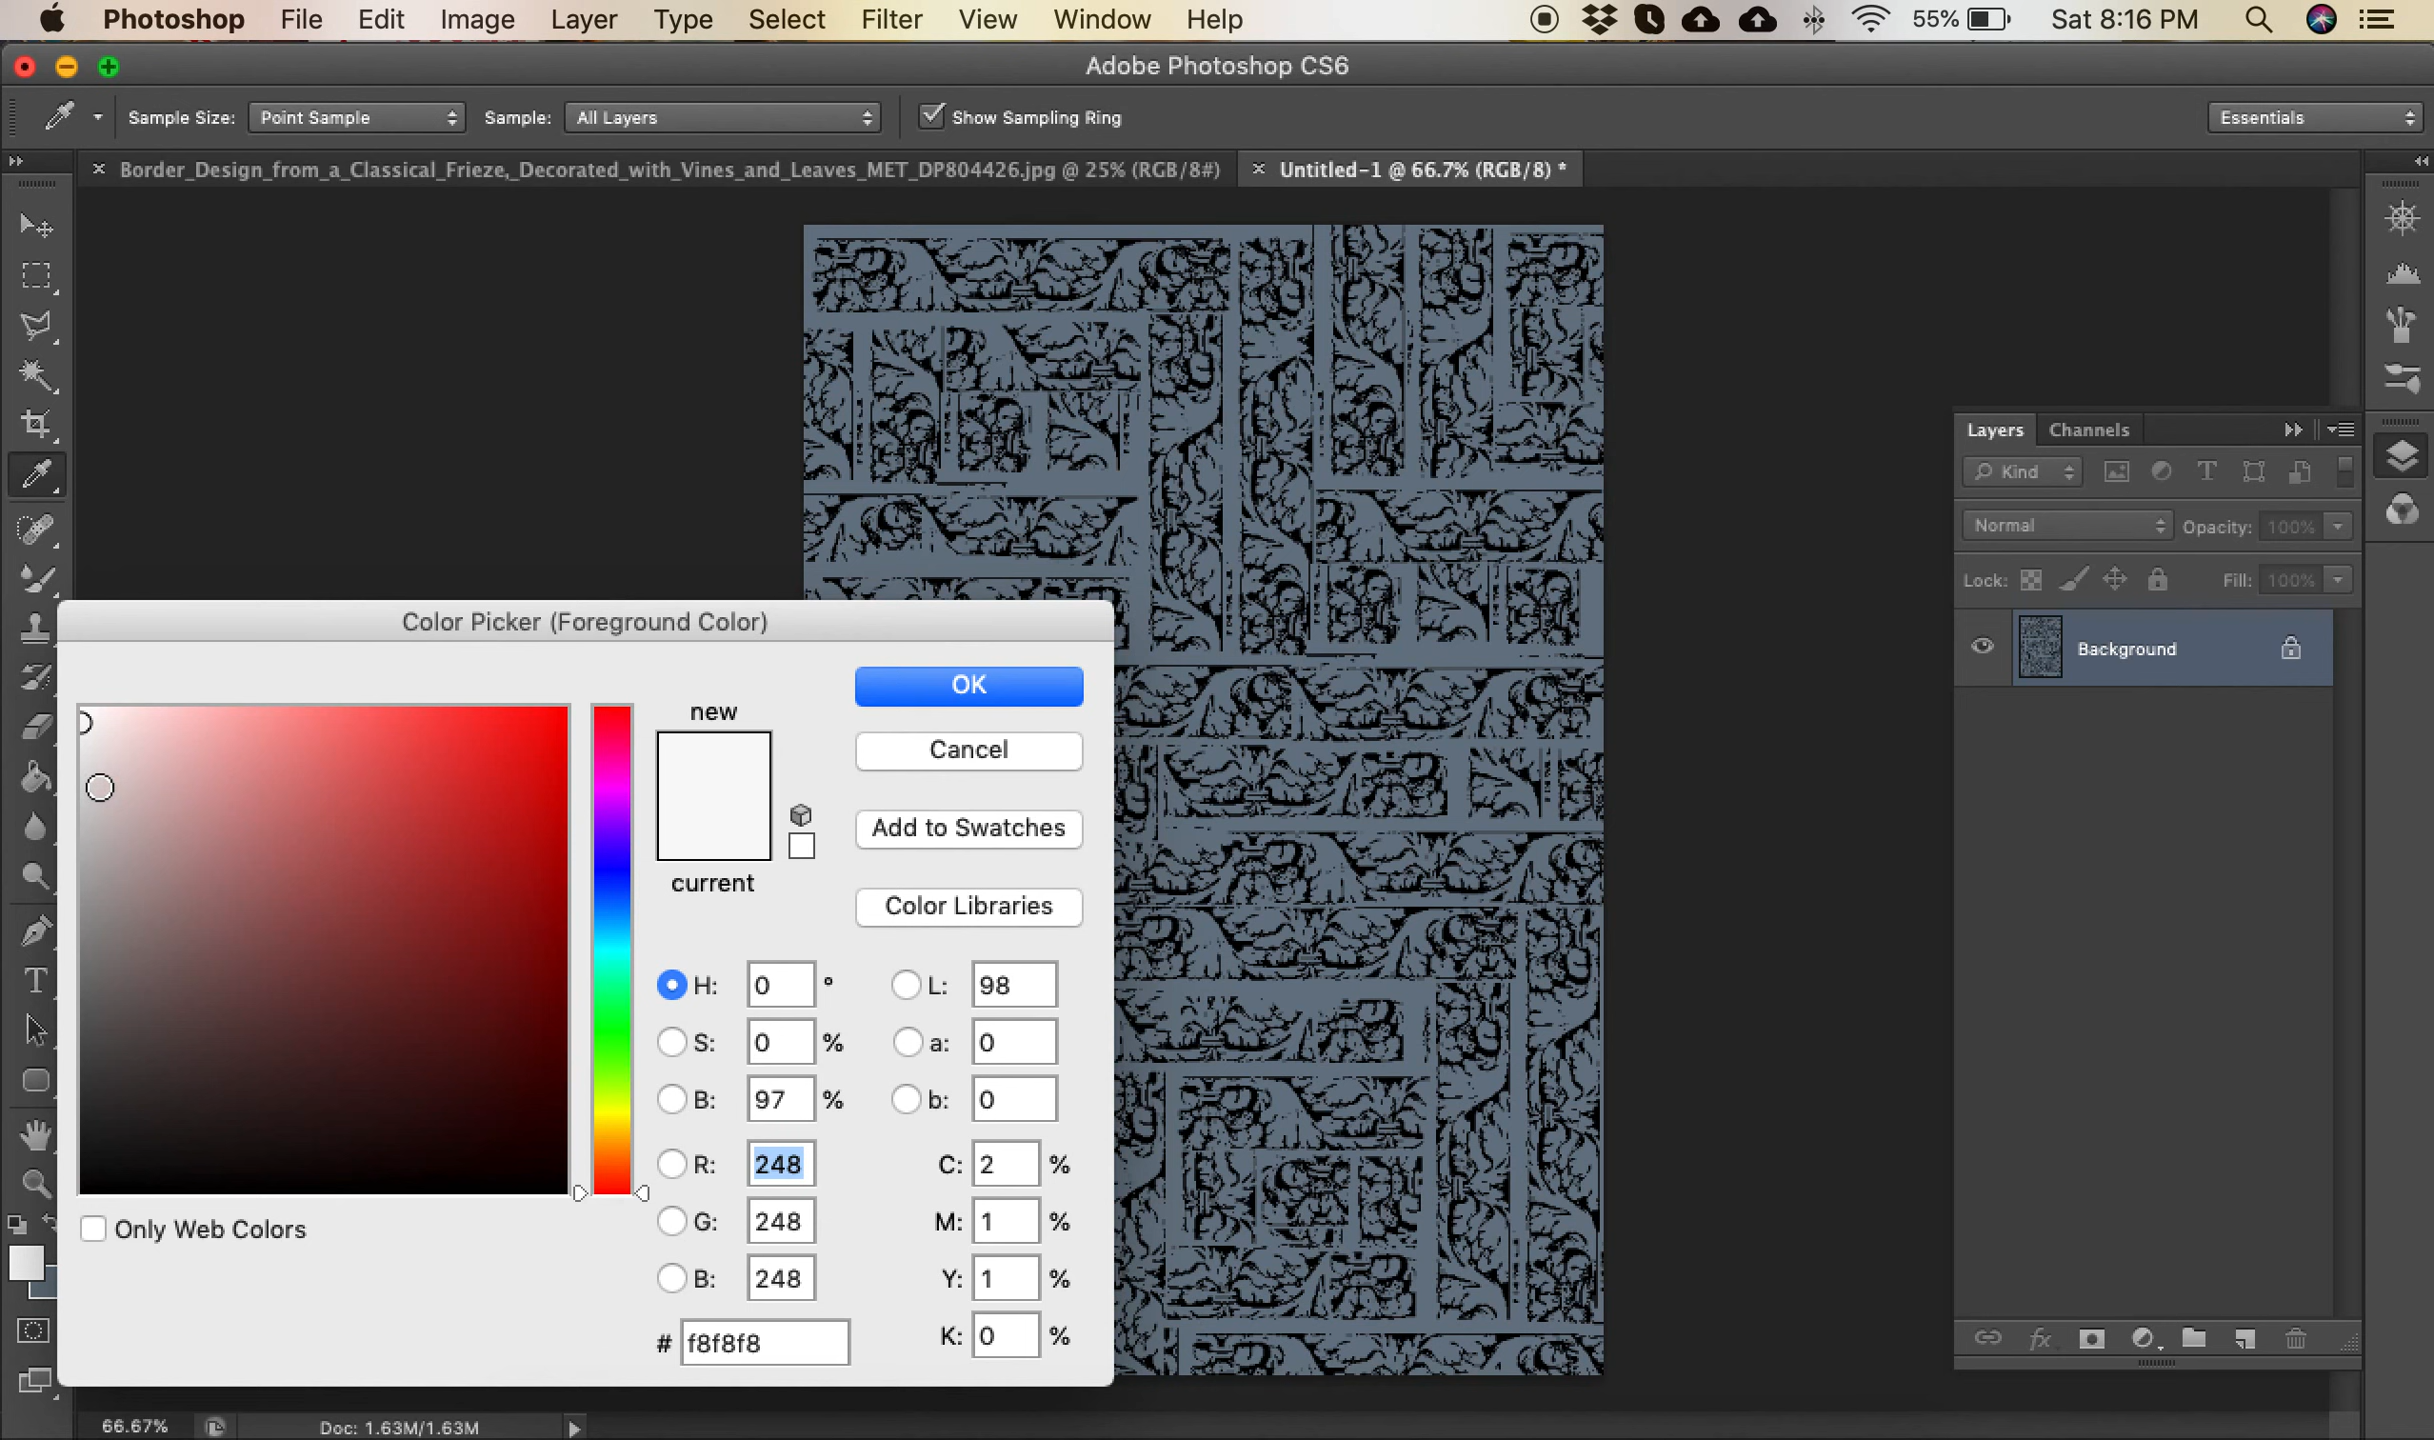 Photoshop File Edit Image Layer Type Select Filter View Window Help 55% Sat 8:16 PM
Adobe Photoshop CS6
Sample Size: Point Sample Sample: All Layers Show Sampling Ring Essentials
Border_Design_from_a_Classical_Frieze,_Decorated_with_Vines_and_Leaves_MET_DP804426.jpg @ 25% (RGB/8#) Untitled-1 @ 66.7% (RGB/8) *
Layers Channels
Kind
Normal Opacity: 100%
Lock: Fill: 100%
Background
Color Picker (Foreground Color)
OK
new
Cancel
Add to Swatches
current
Color Libraries
H: 0 ° L: 98
S: 0 % a: 0
B: 97 % b: 0
R: 248 C: 2 %
G: 248 M: 1 %
B: 248 Y: 1 %
# f8f8f8 K: 0 %
Only Web Colors
66.67% Doc: 1.63M/1.63M